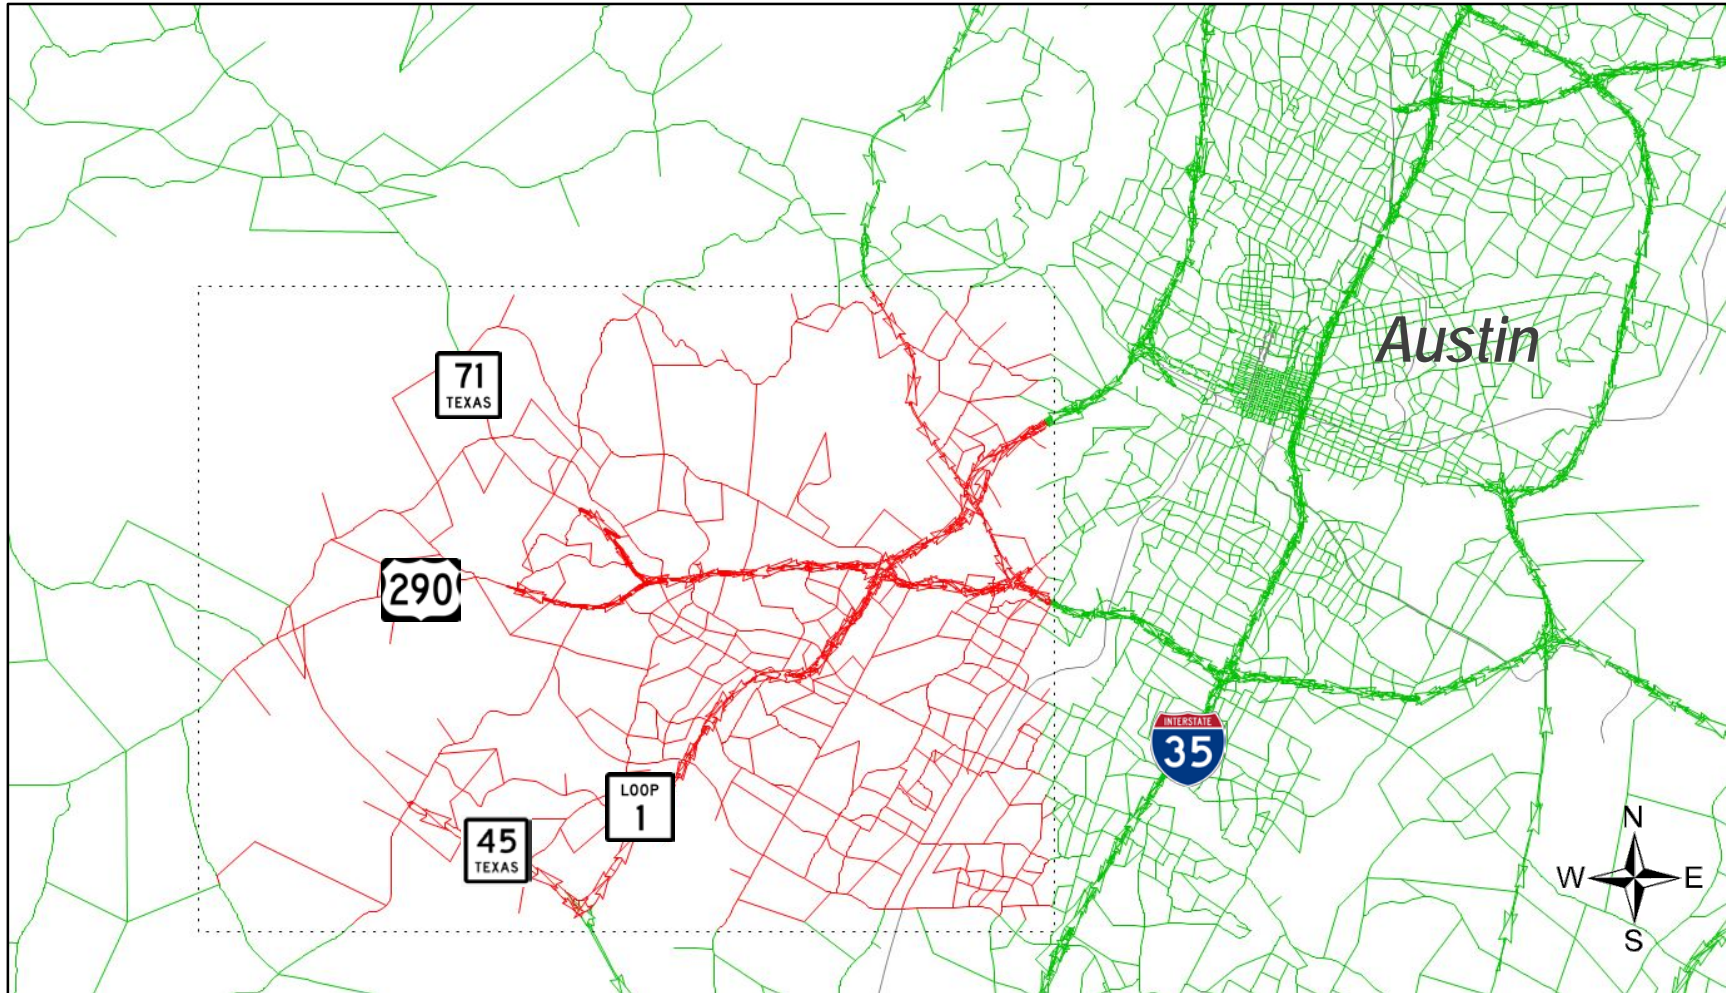 Austin
71
TEXAS
290
INTERSTATE
35
LOOP
1
45
TEXAS
N
W E
S